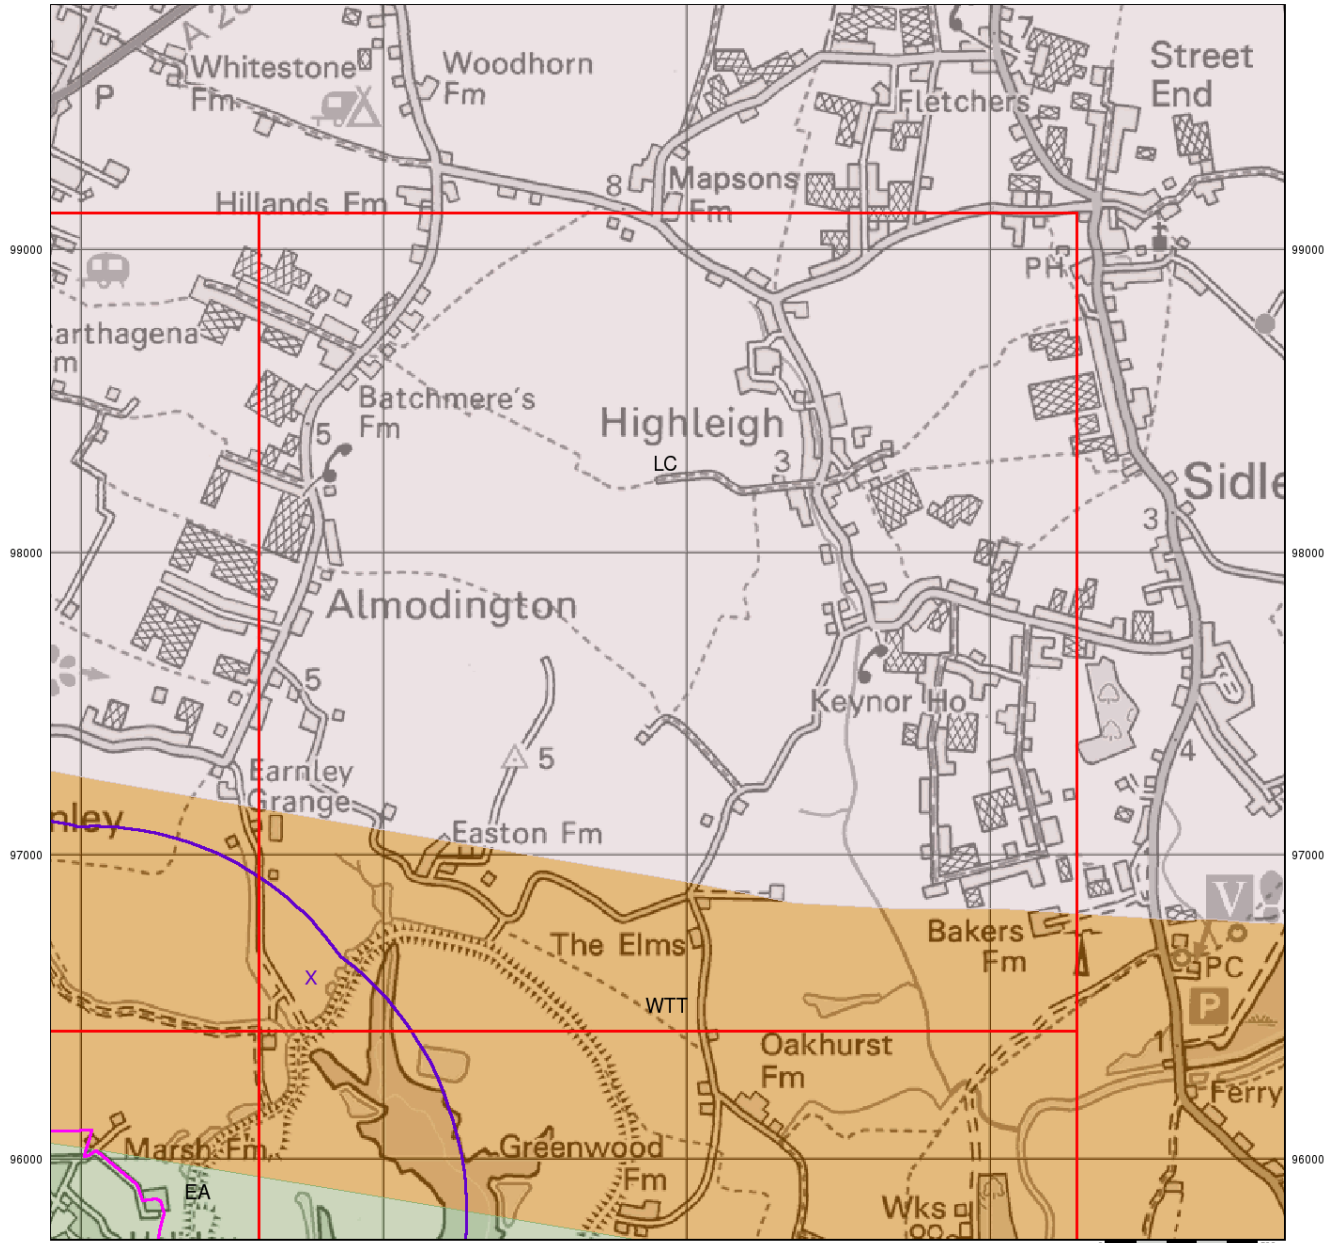 A 28
Whitestone
Fm
P
Woodhorn
Fm
7
Street
End
Fletchers
8
Mapsons
Fm
Hillands Fm
99000
99000
PH
arthagena
m
Batchmere's
Fm
5
Highleigh
LC
3
Sidle
3
98000
98000
Almodington
5
Keynor Ho
5
4
Earnley
Grange
nley
Easton Fm
97000
97000
V
Bakers
Fm
The Elms
X
PC
WTT
P
Oakhurst
Fm
1
Ferry
Marsh Fm
Greenwood
Fm
96000
96000
EA
Wks